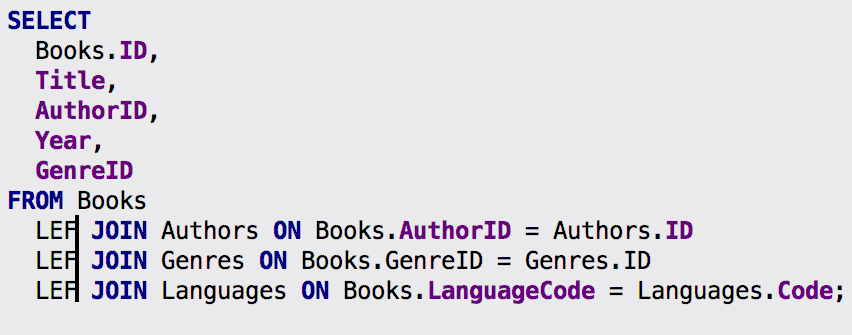 SELECT
Books.ID,
Title,
AuthorID,
Year,
GenreID
FROM Books
LEF JOIN Authors ON Books.AuthorID = Authors.ID
LEF JOIN Genres ON Books.GenreID = Genres.ID
LEF JOIN Languages ON Books.LanguageCode = Languages.Code;